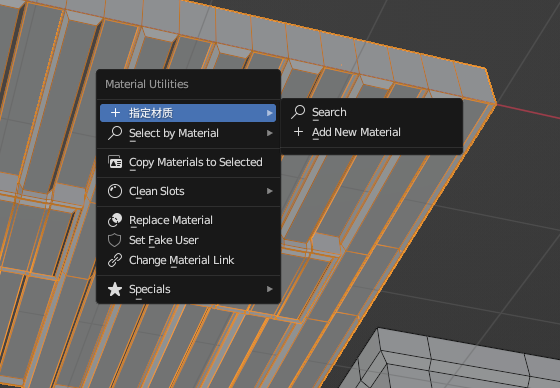 Material Utilities
指定材质
Select by Material
Copy Materials to Selected
Clean Slots
Replace Material
Set Fake User
Change Material Link
Specials
Search
Add New Material